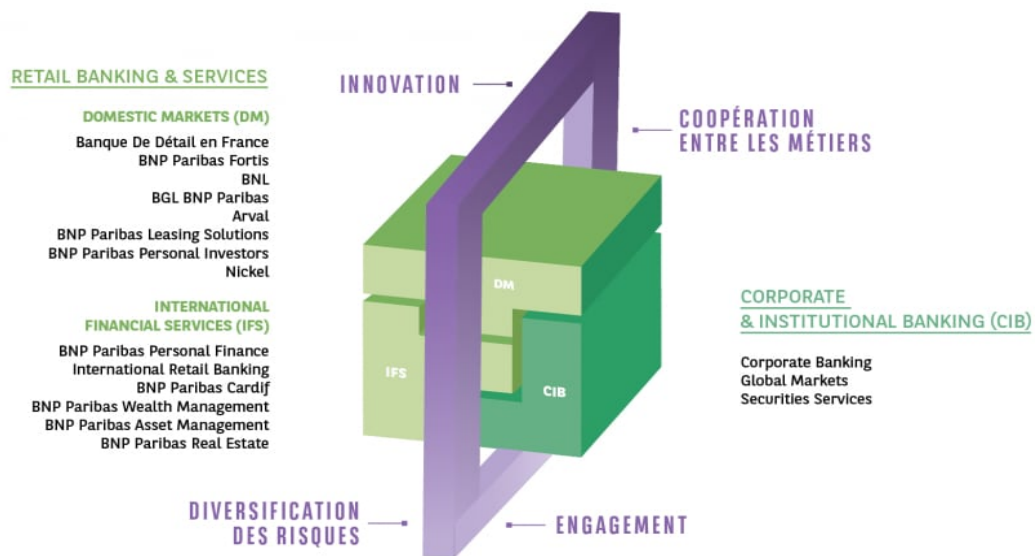 RETAIL BANKING & SERVICES
DOMESTIC MARKETS (DM)
Banque De Détail en France
BNP Paribas Fortis
BNL
BGL BNP Paribas
Arval
BNP Paribas Leasing Solutions
BNP Paribas Personal Investors
Nickel
INTERNATIONAL
FINANCIAL SERVICES (IFS)
BNP Paribas Personal Finance
International Retail Banking
BNP Paribas Cardif
BNP Paribas Wealth Management
BNP Paribas Asset Management
BNP Paribas Real Estate
INNOVATION
COOPÉRATION
ENTRE LES MÉTIERS
DM
IFS
CIB
CORPORATE
& INSTITUTIONAL BANKING (CIB)
Corporate Banking
Global Markets
Securities Services
DIVERSIFICATION
DES RISQUES
ENGAGEMENT